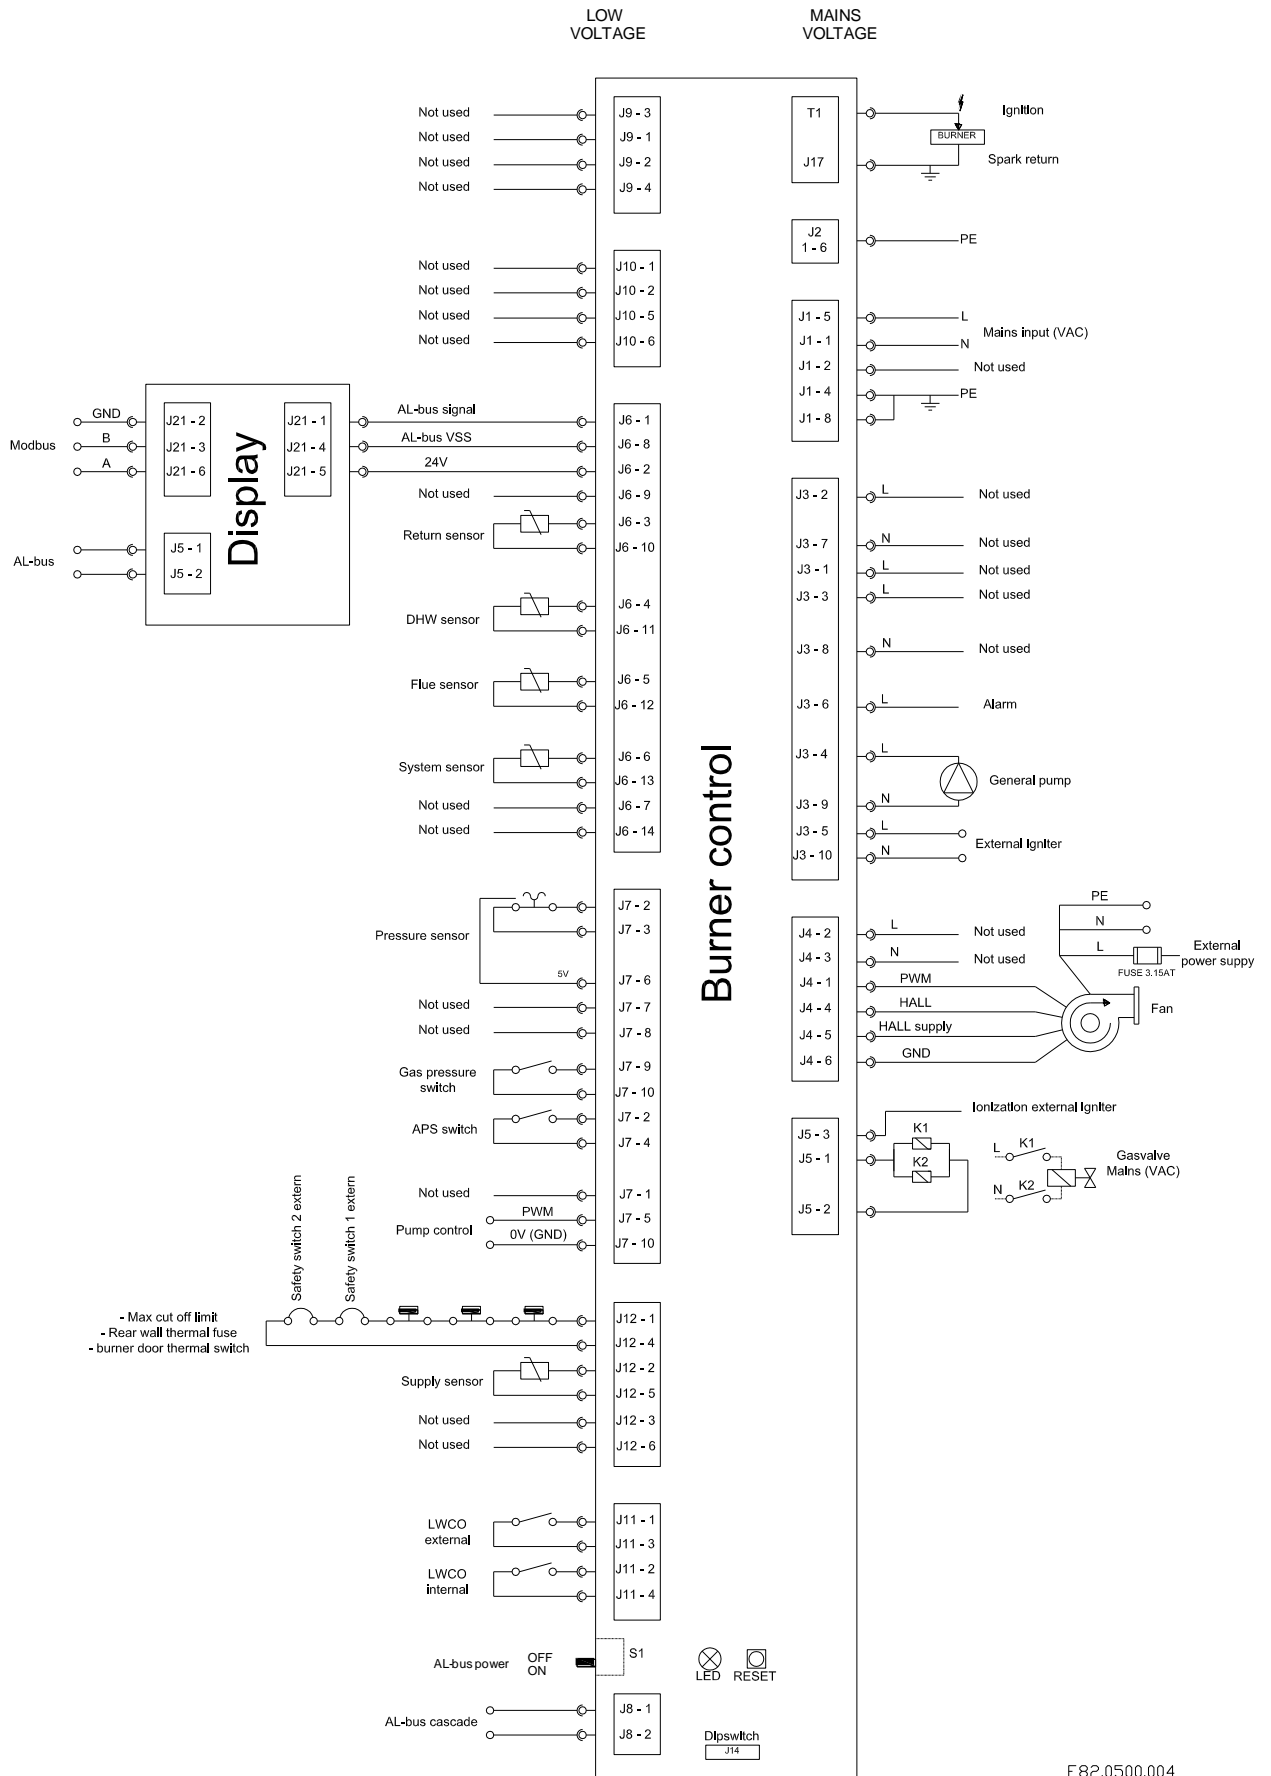 LOW
VOLTAGE
MAINS
VOLTAGE
Not used
J9 - 3
Not used
J9 - 1
Not used
J9 - 2
Not used
J9 - 4
Not used
J10 - 1
Not used
J10 - 2
Not used
J10 - 5
Not used
J10 - 6
Modbus
GND
B
A
J21 - 2
J21 - 3
J21 - 6
J21 - 1
J21 - 4
J21 - 5
AL-bus
J5 - 1
J5 - 2
Display
AL-bus signal
J6 - 1
AL-bus VSS
J6 - 8
24V
J6 - 2
Not used
J6 - 9
Return sensor
J6 - 3
J6 - 10
DHW sensor
J6 - 4
J6 - 11
Flue sensor
J6 - 5
J6 - 12
System sensor
J6 - 6
J6 - 13
Not used
J6 - 7
Not used
J6 - 14
Pressure sensor
J7 - 2
J7 - 3
5V
J7 - 6
Not used
J7 - 7
Not used
J7 - 8
Gas pressure
switch
J7 - 9
J7 - 10
APS switch
J7 - 2
J7 - 4
Not used
J7 - 1
Pump control
PWM
J7 - 5
0V (GND)
J7 - 10
Safety switch 2 extern
Safety switch 1 extern
- Max cut off limit
- Rear wall thermal fuse
- burner door thermal switch
J12 - 1
J12 - 4
Supply sensor
J12 - 2
J12 - 5
Not used
J12 - 3
Not used
J12 - 6
LWCO
external
J11 - 1
J11 - 3
LWCO
internal
J11 - 2
J11 - 4
AL-bus power
OFF
ON
S1
LED
RESET
AL-bus cascade
J8 - 1
J8 - 2
Dipswitch
J14
Burner control
T1
Ignition
BURNER
J17
Spark return
J2
1 - 6
PE
J1 - 5
L
Mains input (VAC)
J1 - 1
N
J1 - 2
Not used
J1 - 4
PE
J1 - 8
J3 - 2
L
Not used
J3 - 7
N
Not used
J3 - 1
L
Not used
J3 - 3
L
Not used
J3 - 8
N
Not used
J3 - 6
L
Alarm
J3 - 4
L
General pump
J3 - 9
N
J3 - 5
L
External igniter
J3 - 10
N
PE
N
L
FUSE 3.15AT
External
power suppy
Fan
J4 - 2
L
Not used
J4 - 3
N
Not used
J4 - 1
PWM
J4 - 4
HALL
J4 - 5
HALL supply
J4 - 6
GND
Ionization external igniter
J5 - 3
J5 - 1
J5 - 2
K1
K2
L
K1
N
K2
Gasvalve
Mains (VAC)
E82.0500.004